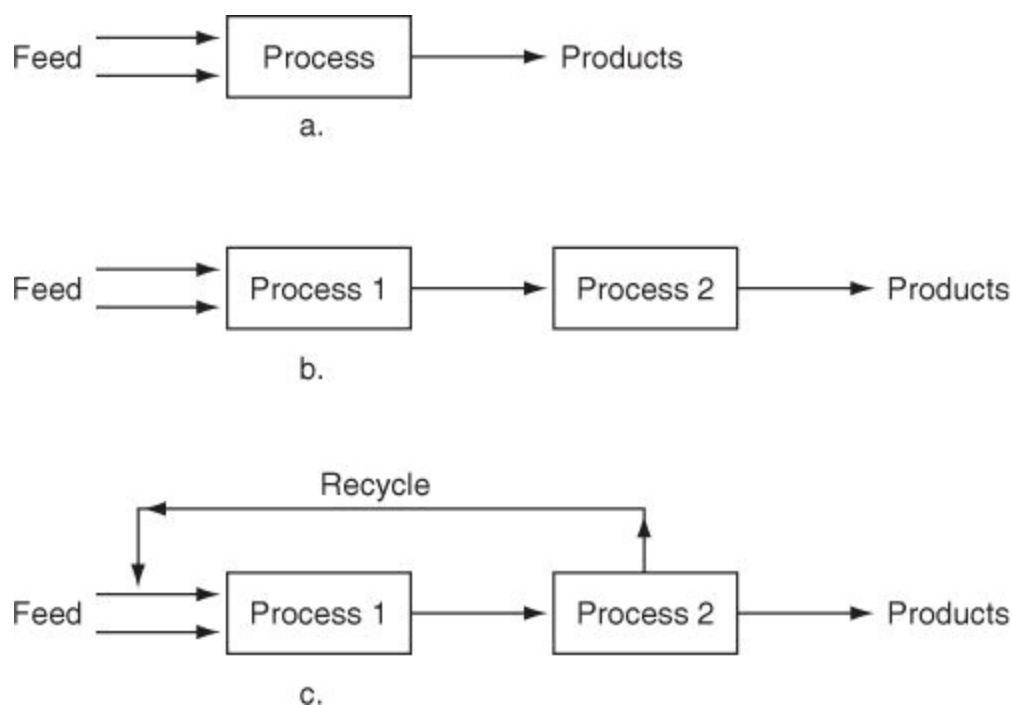 Feed Process Products
a.
Feed Process 1 Process 2 Products
b.
Recycle
Feed Process 1 Process 2 Products
c.